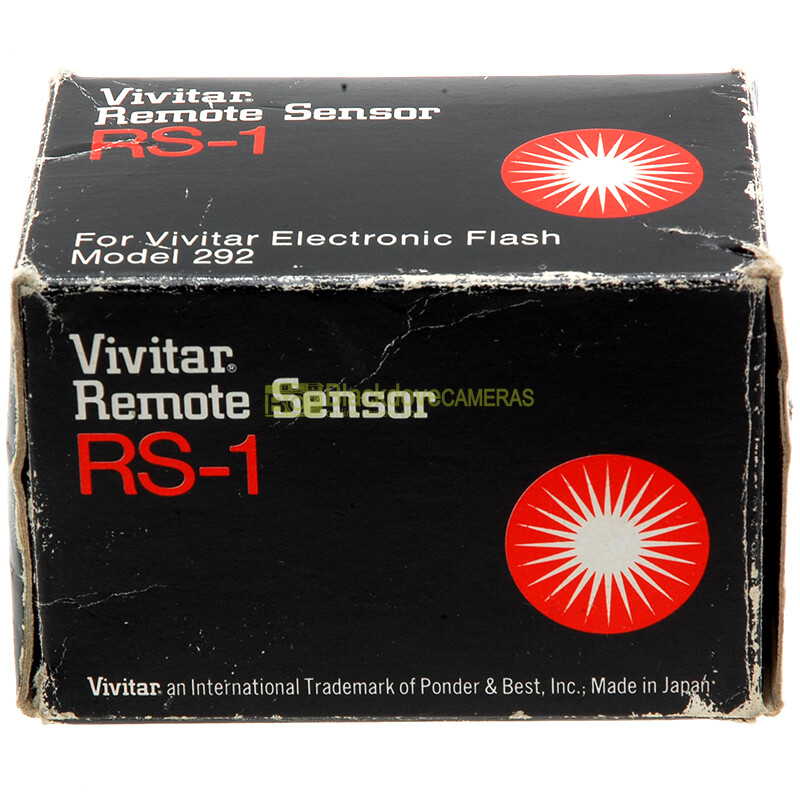 Vivitar®
Remote Sensor
RS-1
For Vivitar Electronic Flash
Model 292
Vivitar®
Remote Sensor
RS-1
BlackdoveCAMERAS
Vivitar® an International Trademark of Ponder & Best, Inc.; Made in Japan